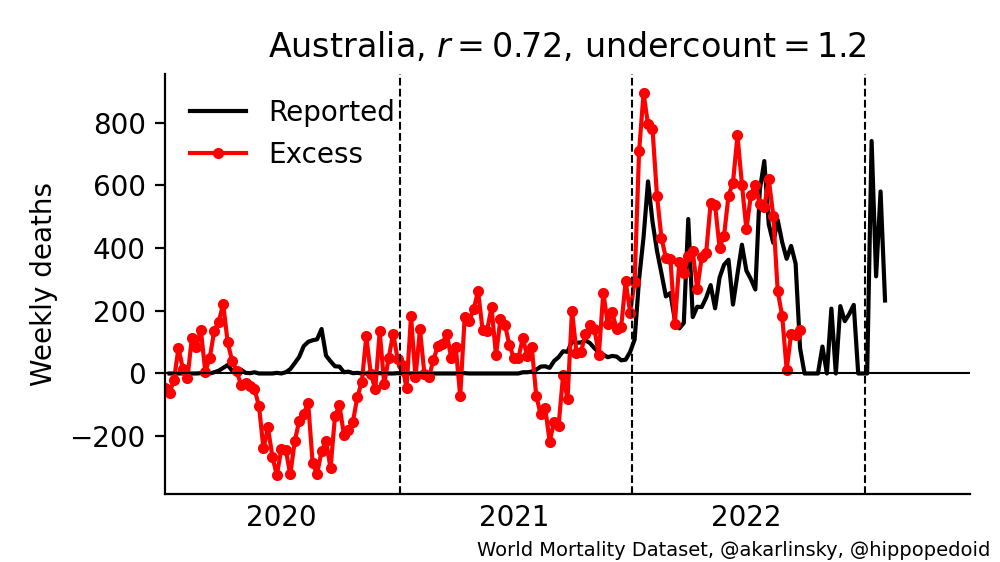 Australia, r = 0.72, undercount = 1.2
Reported
Excess
Weekly deaths
800
600
400
200
0
−200
2020 2021 2022
World Mortality Dataset, @akarlinsky, @hippopedoid